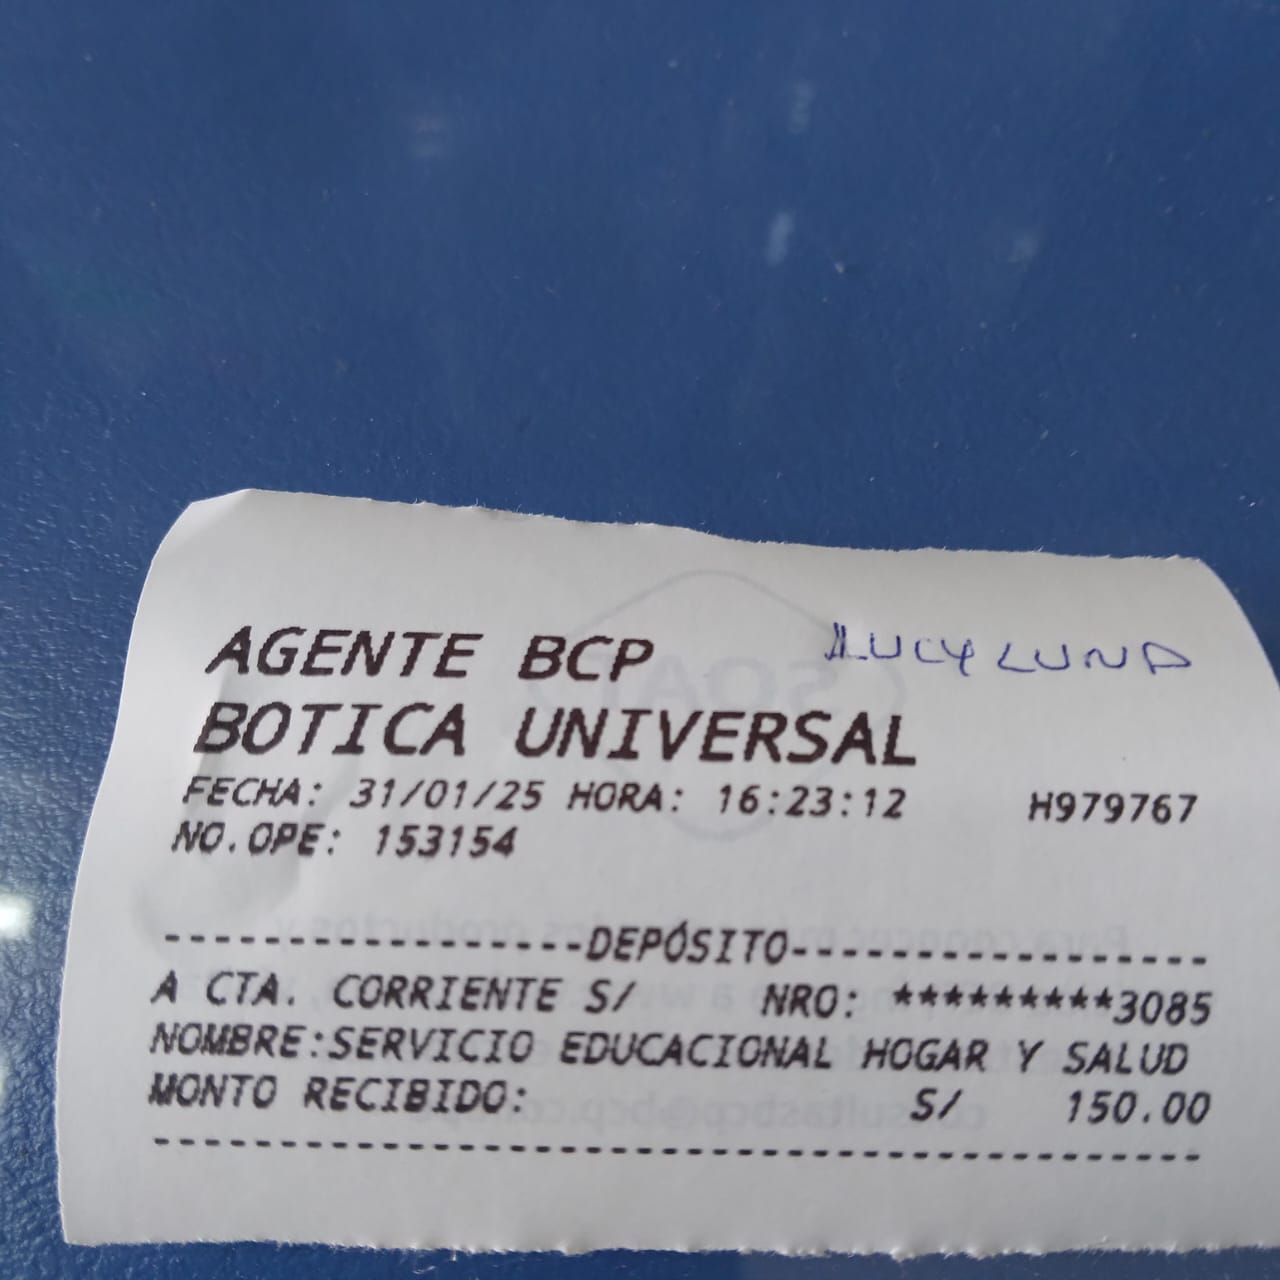 AGENTE BCP LUCY LUNA
BOTICA UNIVERSAL
FECHA: 31/01/25 HORA: 16:23:12 H979767
NO.OPE: 153154
------------------DEPÓSITO------------------
A CTA. CORRIENTE S/ NRO: *********3085
NOMBRE:SERVICIO EDUCACIONAL HOGAR Y SALUD
MONTO RECIBIDO: S/ 150.00